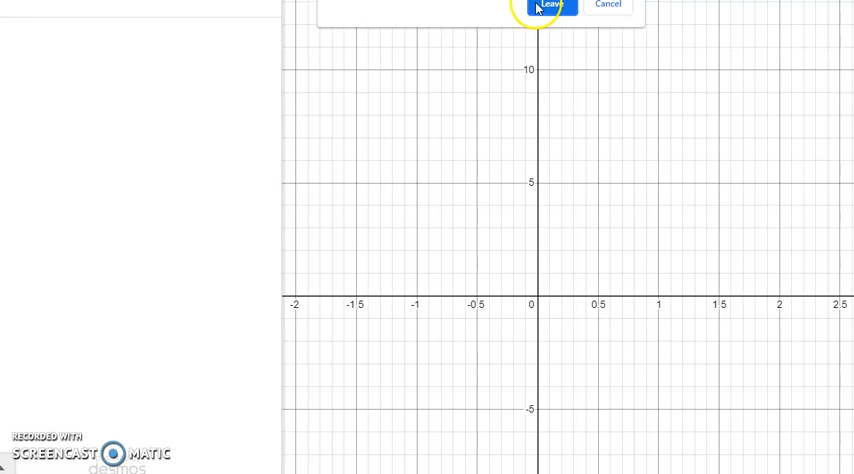 Leave Cancel
10
5
-2 -1.5 -1 -0.5 0 0.5 1 1.5 2 2.5
-5
RECORDED WITH
SCREENCAST MATIC
desmos